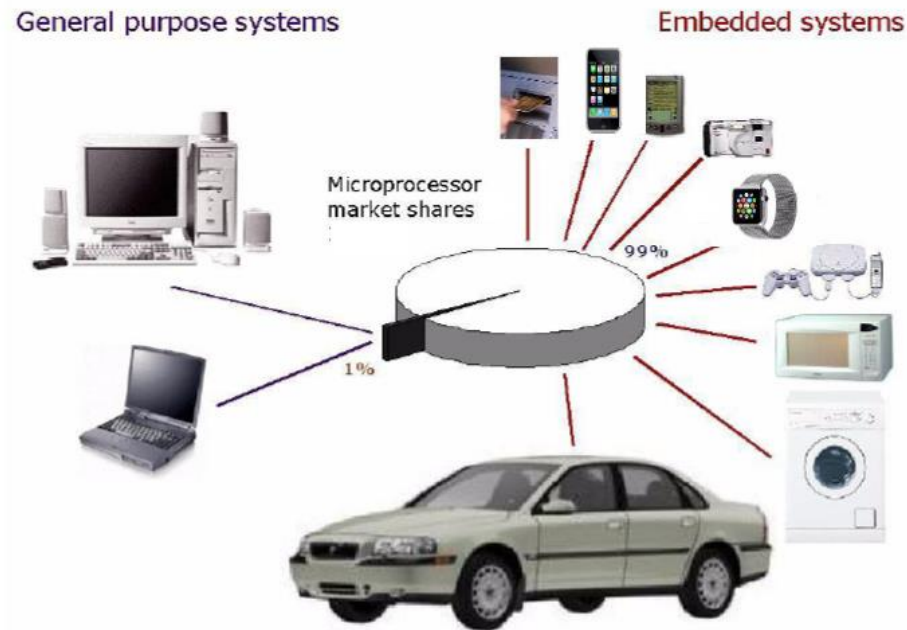 General purpose systems
Embedded systems
Microprocessor
market shares
99%
1%